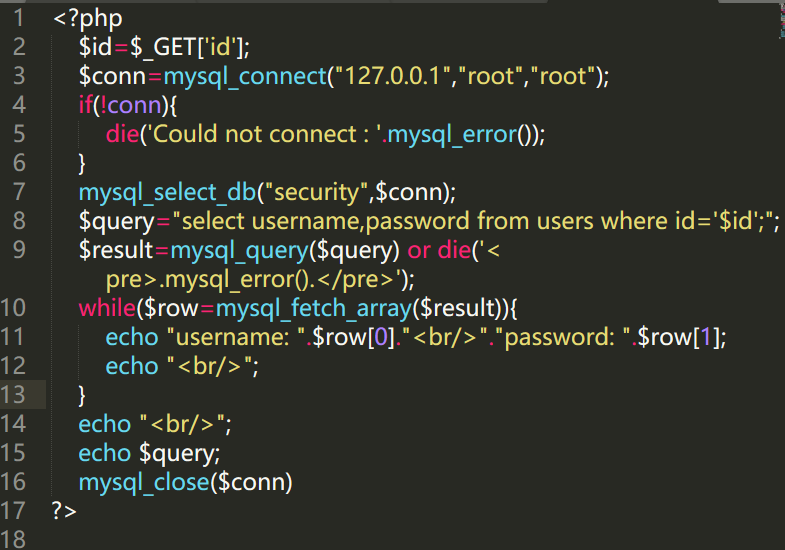 1 <?php
2 $id=$_GET['id'];
3 $conn=mysql_connect("127.0.0.1","root","root");
4 if(!conn){
5 die('Could not connect : '.mysql_error());
6 }
7 mysql_select_db("security",$conn);
8 $query="select username,password from users where id='$id';";
9 $result=mysql_query($query) or die('<
pre>.mysql_error().</pre>');
10 while($row=mysql_fetch_array($result)){
11 echo "username: ".$row[0]."<br/>"."password: ".$row[1];
12 echo "<br/>";
13 }
14 echo "<br/>";
15 echo $query;
16 mysql_close($conn)
17 ?>
18